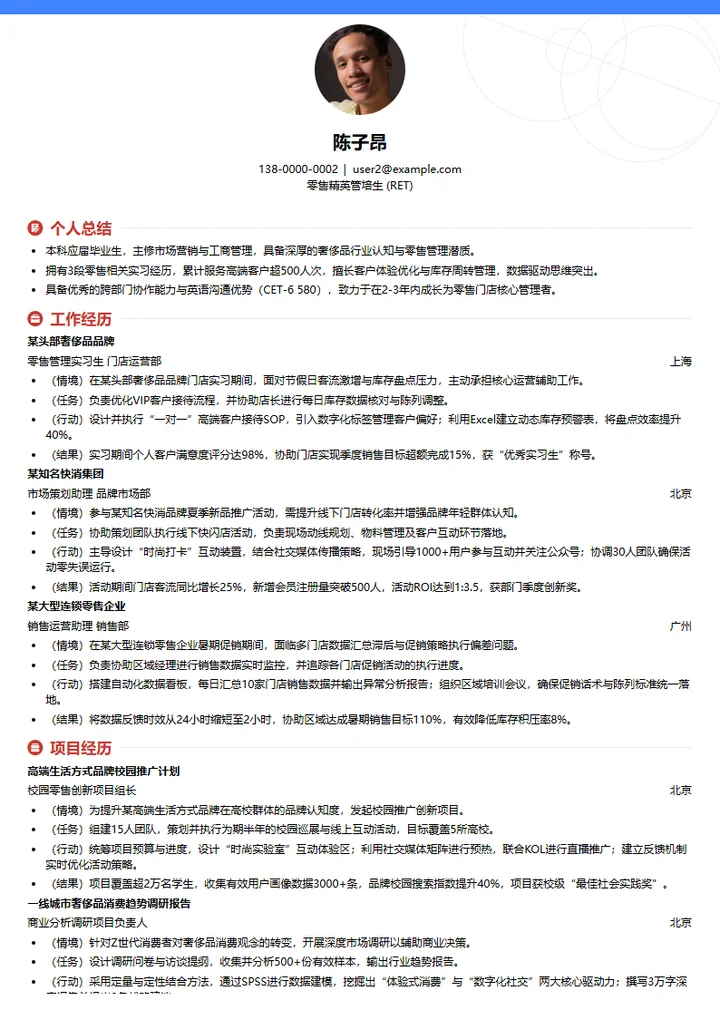 陈子昂
138-0000-0002 | user2@example.com
零售精英管培生 (RET)
个人总结
• 本科应届毕业生，主修市场营销与工商管理，具备深厚的奢侈品行业认知与零售管理潜质。
• 拥有3段零售相关实习经历，累计服务高端客户超500人次，擅长客户体验优化与库存周转管理，数据驱动思维突出。
• 具备优秀的跨部门协作能力与英语沟通优势（CET-6 580），致力于在2-3年内成长为零售门店核心管理者。
工作经历
某头部奢侈品品牌
零售管理实习生 门店运营部 上海
• （情境）在某头部奢侈品品牌门店实习期间，面对节假日客流激增与库存盘点压力，主动承担核心运营辅助工作。
• （任务）负责优化VIP客户接待流程，并协助店长进行每日库存数据核对与陈列调整。
• （行动）设计并执行“一对一”高端客户接待SOP，引入数字化标签管理客户偏好；利用Excel建立动态库存预警表，将盘点效率提升
40%。
• （结果）实习期间个人客户满意度评分达98%，协助门店实现季度销售目标超额完成15%，获“优秀实习生”称号。
某知名快消集团
市场策划助理 品牌市场部 北京
• （情境）参与某知名快消品牌夏季新品推广活动，需提升线下门店转化率并增强品牌年轻群体认知。
• （任务）协助策划团队执行线下快闪店活动，负责现场动线规划、物料管理及客户互动环节落地。
• （行动）主导设计“时尚打卡”互动装置，结合社交媒体传播策略，现场引导1000+用户参与互动并关注公众号；协调30人团队确保活
动零失误运行。
• （结果）活动期间门店客流同比增长25%，新增会员注册量突破500人，活动ROI达到1:3.5，获部门季度创新奖。
某大型连锁零售企业
销售运营助理 销售部 广州
• （情境）在某大型连锁零售企业暑期促销期间，面临多门店数据汇总滞后与促销策略执行偏差问题。
• （任务）负责协助区域经理进行销售数据实时监控，并追踪各门店促销活动的执行进度。
• （行动）搭建自动化数据看板，每日汇总10家门店销售数据并输出异常分析报告；组织区域培训会议，确保促销话术与陈列标准统一落
地。
• （结果）将数据反馈时效从24小时缩短至2小时，协助区域达成暑期销售目标110%，有效降低库存积压率8%。
项目经历
高端生活方式品牌校园推广计划
校园零售创新项目组长 北京
• （情境）为提升某高端生活方式品牌在高校群体的品牌认知度，发起校园推广创新项目。
• （任务）组建15人团队，策划并执行为期半年的校园巡展与线上互动活动，目标覆盖5所高校。
• （行动）统筹项目预算与进度，设计“时尚实验室”互动体验区；利用社交媒体矩阵进行预热，联合KOL进行直播推广；建立反馈机制
实时优化活动策略。
• （结果）项目覆盖超2万名学生，收集有效用户画像数据3000+条，品牌校园搜索指数提升40%，项目获校级“最佳社会实践奖”。
一线城市奢侈品消费趋势调研报告
商业分析调研项目负责人 北京
• （情境）针对Z世代消费者对奢侈品消费观念的转变，开展深度市场调研以辅助商业决策。
• （任务）设计调研问卷与访谈提纲，收集并分析500+份有效样本，输出行业趋势报告。
• （行动）采用定量与定性结合方法，通过SPSS进行数据建模，挖掘出“体验式消费”与“数字化社交”两大核心驱动力；撰写3万字深